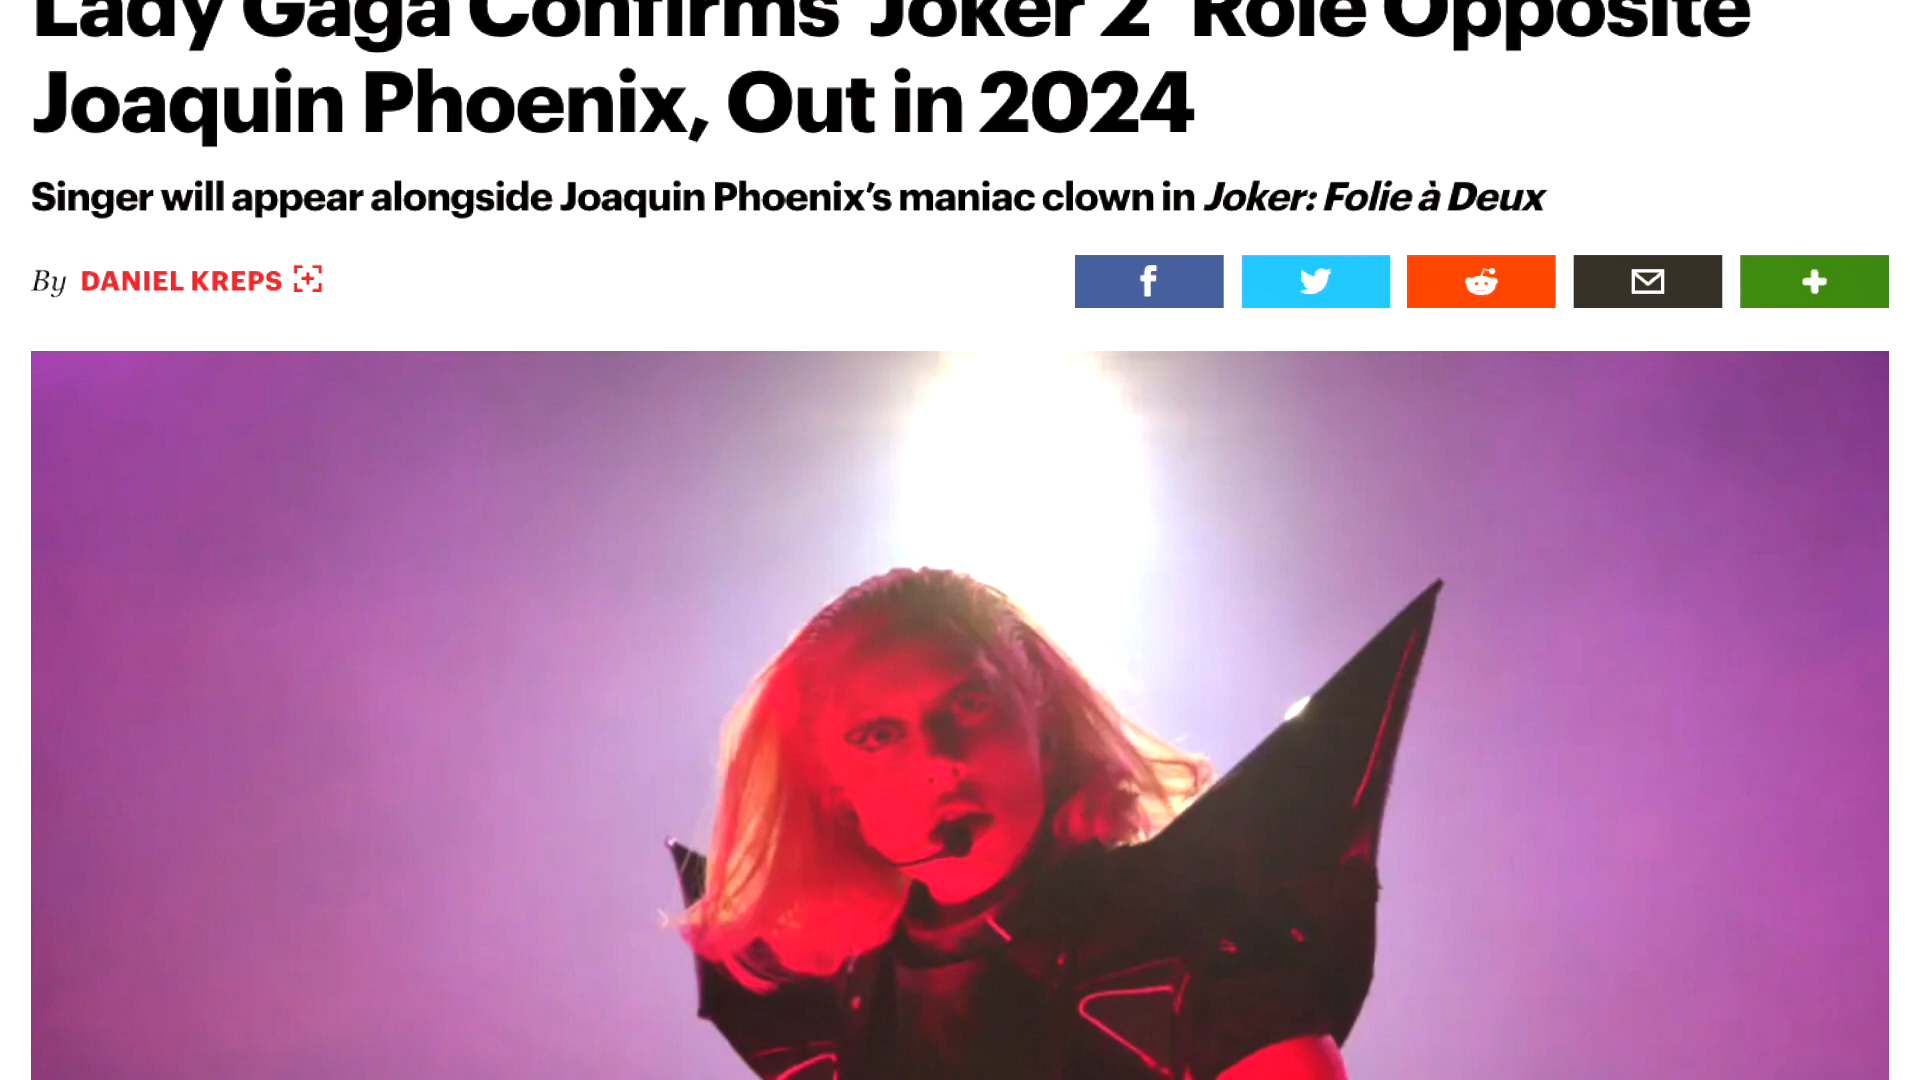 Lady Gaga Confirms 'Joker 2' Role Opposite
Joaquin Phoenix, Out in 2024
Singer will appear alongside Joaquin Phoenix’s maniac clown in Joker: Folie à Deux
By DANIEL KREPS